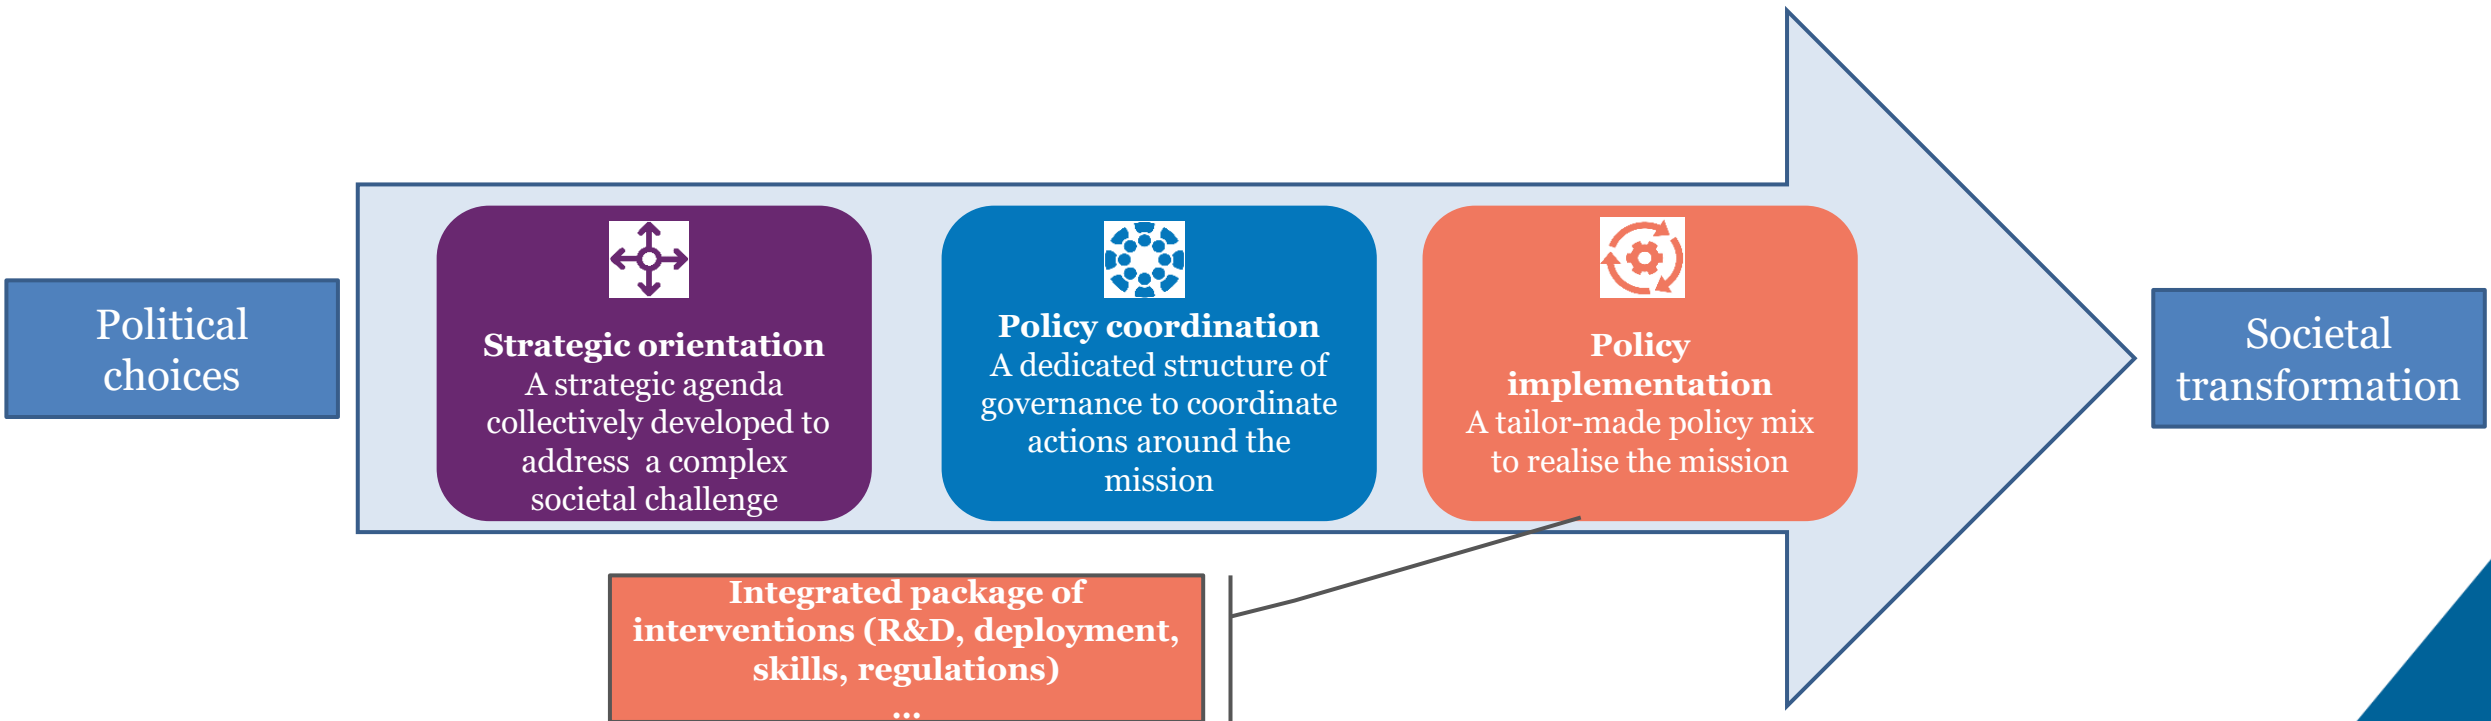 Political
choices
Strategic orientation
A strategic agenda
collectively developed to
address  a complex
societal challenge
Policy coordination
A dedicated structure of
governance to coordinate
actions around the
mission
Policy
implementation
A tailor-made policy mix
to realise the mission
Societal
transformation
Integrated package of
interventions (R&D, deployment,
skills, regulations)
...